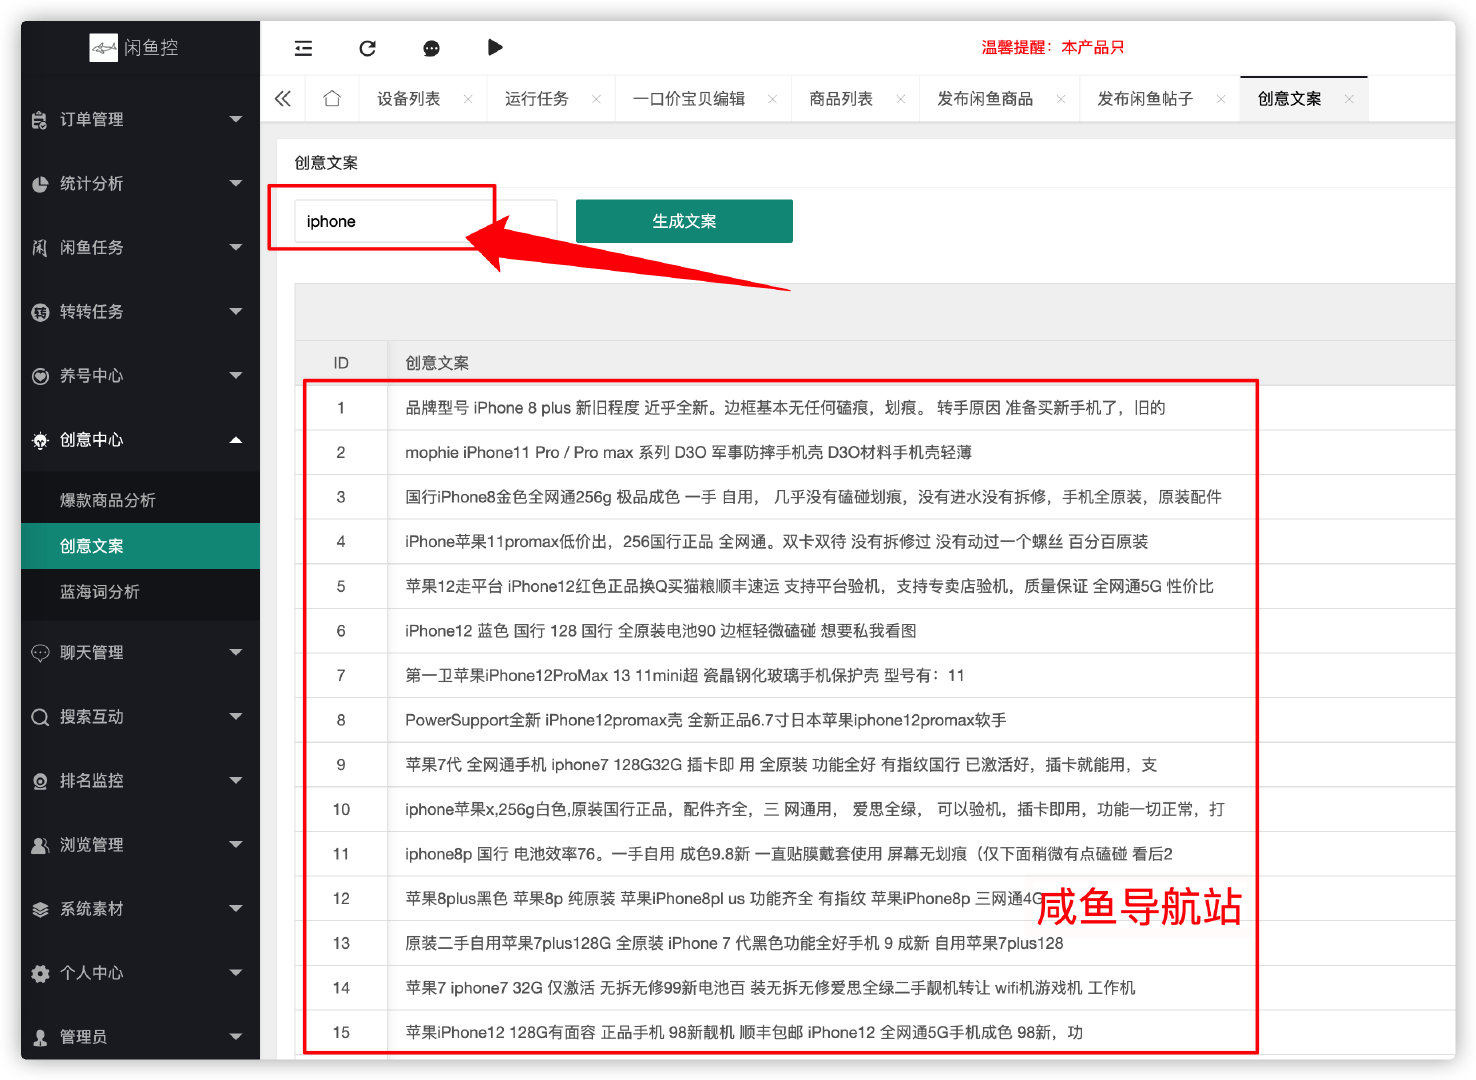 闲鱼控
温馨提醒：本产品只
设备列表
运行任务
一口价宝贝编辑
商品列表
发布闲鱼商品
发布闲鱼帖子
创意文案
订单管理
统计分析
闲鱼任务
转转任务
养号中心
创意中心
爆款商品分析
创意文案
蓝海词分析
聊天管理
搜索互动
排名监控
浏览管理
系统素材
个人中心
管理员
创意文案
iphone
生成文案
ID 创意文案
1 品牌型号 iPhone 8 plus 新旧程度 近乎全新。边框基本无任何磕痕，划痕。 转手原因 准备买新手机了，旧的
2 mophie iPhone11 Pro / Pro max 系列 D3O 军事防摔手机壳 D3O材料手机壳轻薄
3 国行iPhone8金色全网通256g 极品成色 一手 自用， 几乎没有磕碰划痕，没有进水没有拆修，手机全原装，原装配件
4 iPhone苹果11promax低价出，256国行正品 全网通。双卡双待 没有拆修过 没有动过一个螺丝 百分百原装
5 苹果12走平台 iPhone12红色正品换Q买猫粮顺丰速运 支持平台验机，支持专卖店验机，质量保证 全网通5G 性价比
6 iPhone12 蓝色 国行 128 国行 全原装电池90 边框轻微磕碰 想要私我看图
7 第一卫苹果iPhone12ProMax 13 11mini超 瓷晶钢化玻璃手机保护壳 型号有：11
8 PowerSupport全新 iPhone12promax壳 全新正品6.7寸日本苹果iphone12promax软手
9 苹果7代 全网通手机 iphone7 128G32G 插卡即 用 全原装 功能全好 有指纹国行 已激活好，插卡就能用，支
10 iphone苹果x,256g白色,原装国行正品，配件齐全，三 网通用， 爱思全绿， 可以验机，插卡即用，功能一切正常，打
11 iphone8p 国行 电池效率76。一手自用 成色9.8新 一直贴膜戴套使用 屏幕无划痕（仅下面稍微有点磕碰 看后2
12 苹果8plus黑色 苹果8p 纯原装 苹果iPhone8pl us 功能齐全 有指纹 苹果iPhone8p 三网通4G
咸鱼导航站
13 原装二手自用苹果7plus128G 全原装 iPhone 7 代黑色功能全好手机 9 成新 自用苹果7plus128
14 苹果7 iphone7 32G 仅激活 无拆无修99新电池百 装无拆无修爱思全绿二手靓机转让 wifi机游戏机 工作机
15 苹果iPhone12 128G有面容 正品手机 98新靓机 顺丰包邮 iPhone12 全网通5G手机成色 98新，功